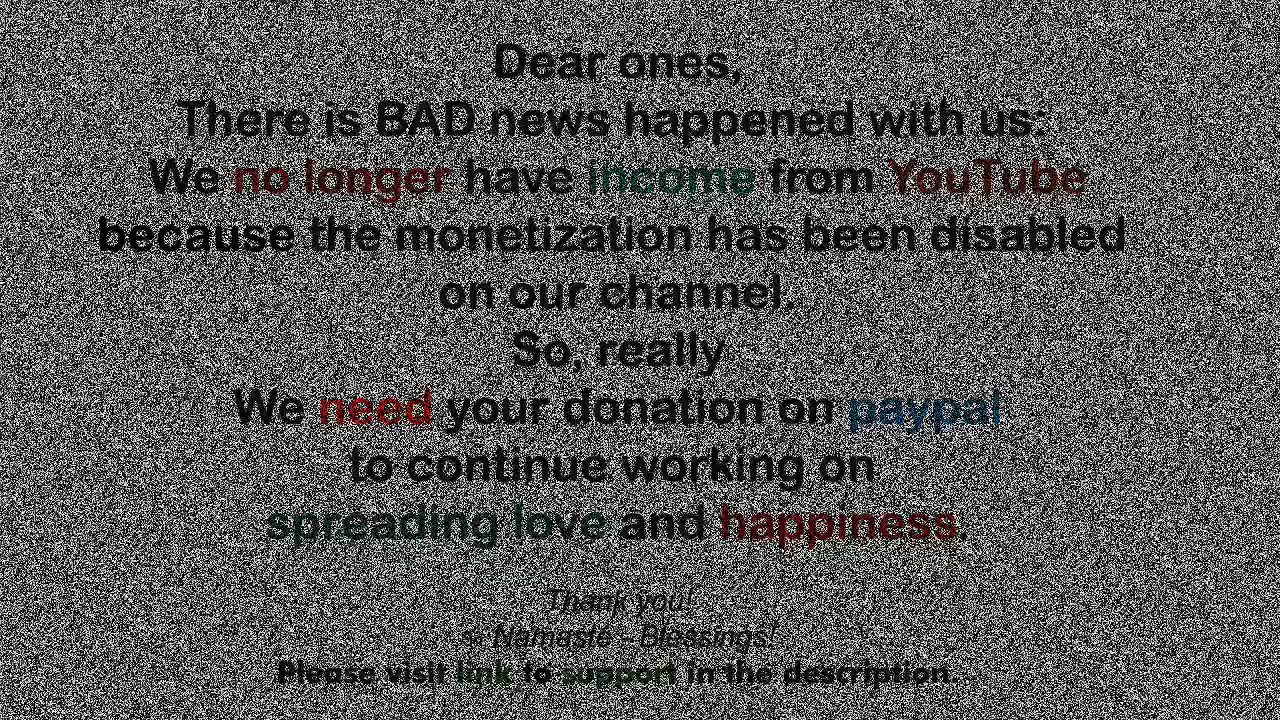 Dear ones,
There is BAD news happened with us:
We no longer have income from YouTube
because the monetization has been disabled
on our channel.
So, really
We need your donation on paypal
to continue working on
spreading love and happiness.
Thank you!
Namaste - Blessings!
Please visit link to support in the description.